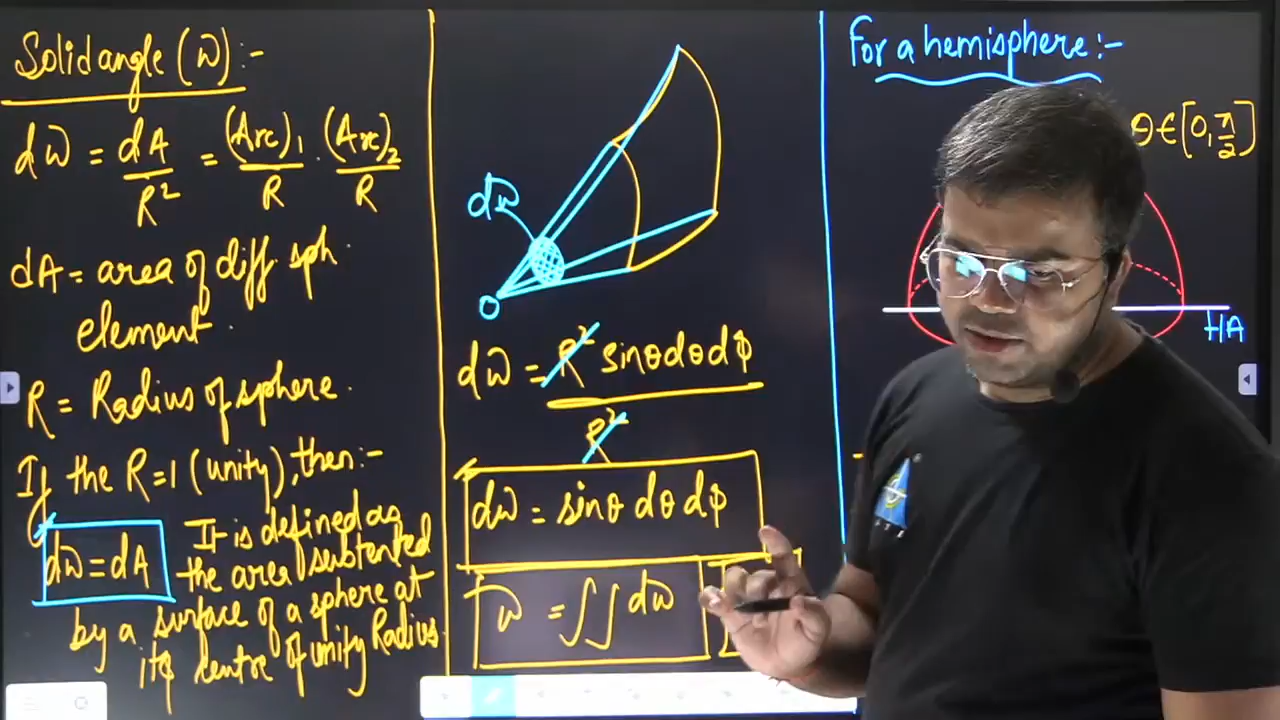 Solid angle (ω) :-
dω = dA/R² = (Arc)₁/R . (Arc)₂/R
dA = area of diff. sph.
element.
R = Radius of sphere.
If the R=1 (unity), then:-
dω = dA
It is defined as
the area subtented
by a surface of a sphere at
its centre of unity Radius.
dω
O
dω = R² sinθ dθ dϕ / R²
dω = sinθ dθ dϕ
ω = ∫∫ dω
For a hemisphere:-
θ ∈ [0, π/2]
HA